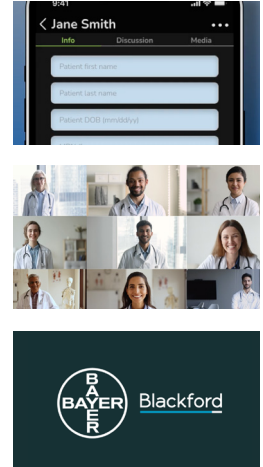 9:41
Jane Smith
Info Discussion Media
Patient first name
Patient last name
Patient DOB (mm/dd/yy)
BAYER
BAYER
Blackford